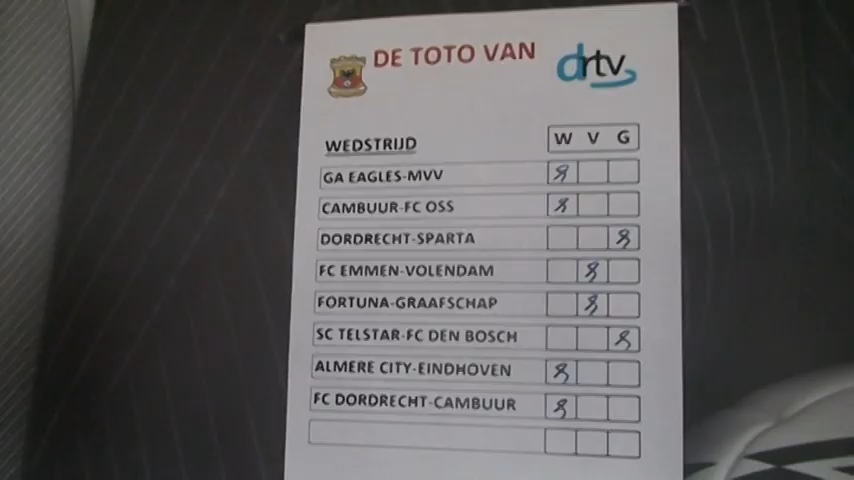 DE TOTO VAN drtv
WEDSTRIJD W V G
GA EAGLES-MVV
CAMBUUR-FC OSS
DORDRECHT-SPARTA
FC EMMEN-VOLENDAM
FORTUNA-GRAAFSCHAP
SC TELSTAR-FC DEN BOSCH
ALMERE CITY-EINDHOVEN
FC DORDRECHT-CAMBUUR